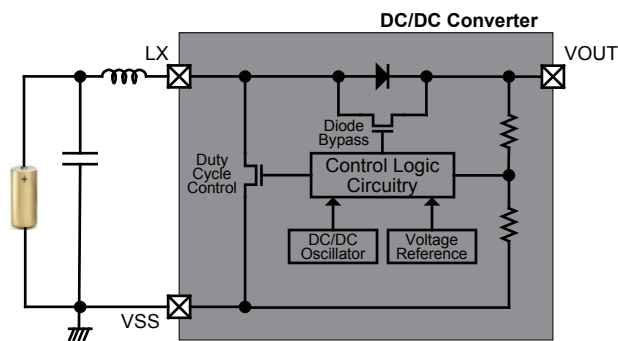 DC/DC Converter
LX
VOUT
Diode
Bypass
Duty
Cycle
Control
Control Logic
Circuitry
DC/DC
Oscillator
Voltage
Reference
+
VSS